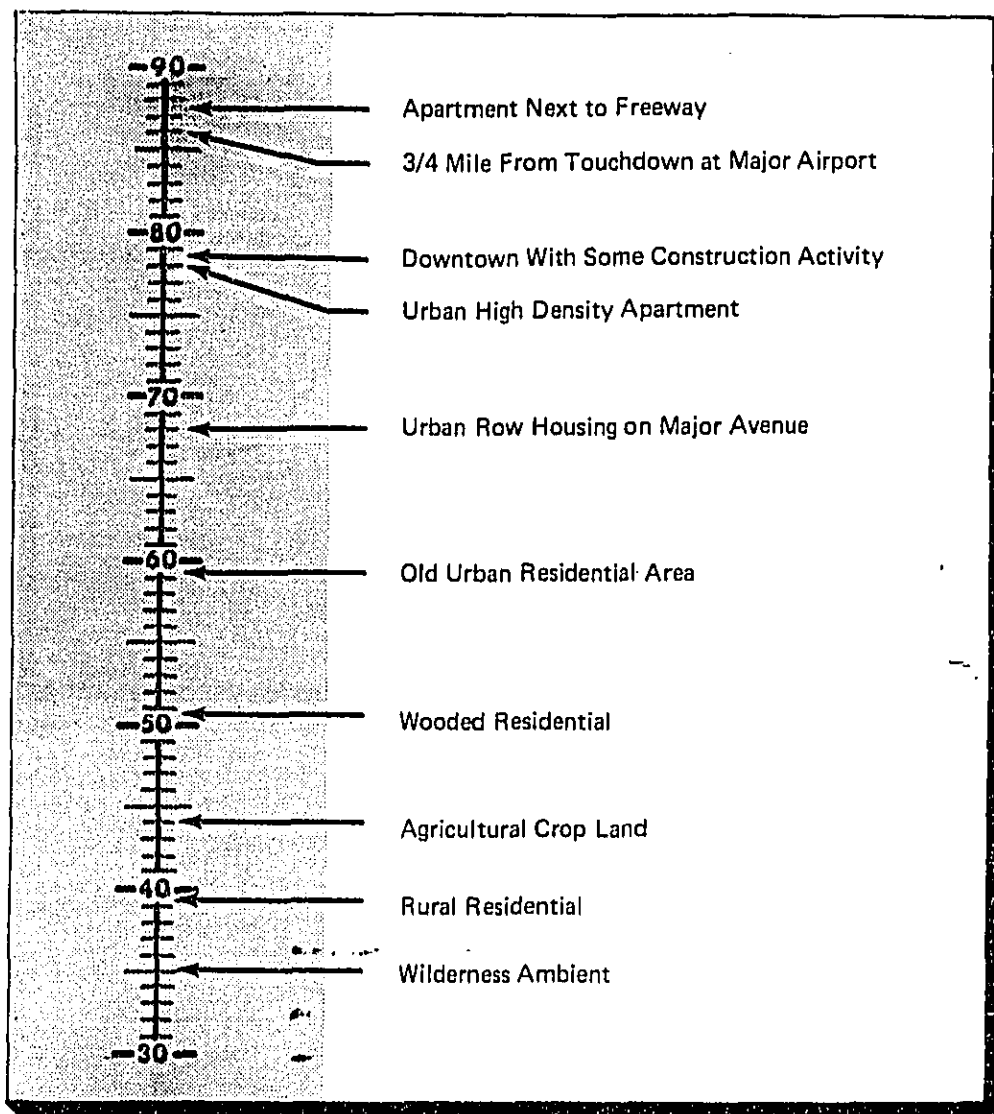 90
Apartment Next to Freeway
3/4 Mile From Touchdown at Major Airport
80
Downtown With Some Construction Activity
Urban High Density Apartment
70
Urban Row Housing on Major Avenue
60
Old Urban Residential Area
50
Wooded Residential
Agricultural Crop Land
40
Rural Residential
Wilderness Ambient
30